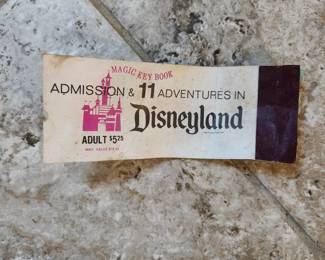 MAGIC KEY BOOK
ADMISSION & 11 ADVENTURES IN
Disneyland
ADULT $5.25